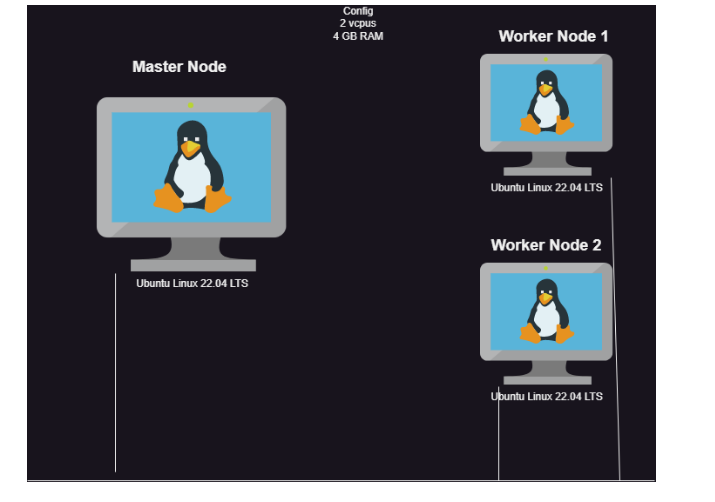 Config
2 vcpus
4 GB RAM
Master Node
Ubuntu Linux 22.04 LTS
Worker Node 1
Ubuntu Linux 22.04 LTS
Worker Node 2
Ubuntu Linux 22.04 LTS